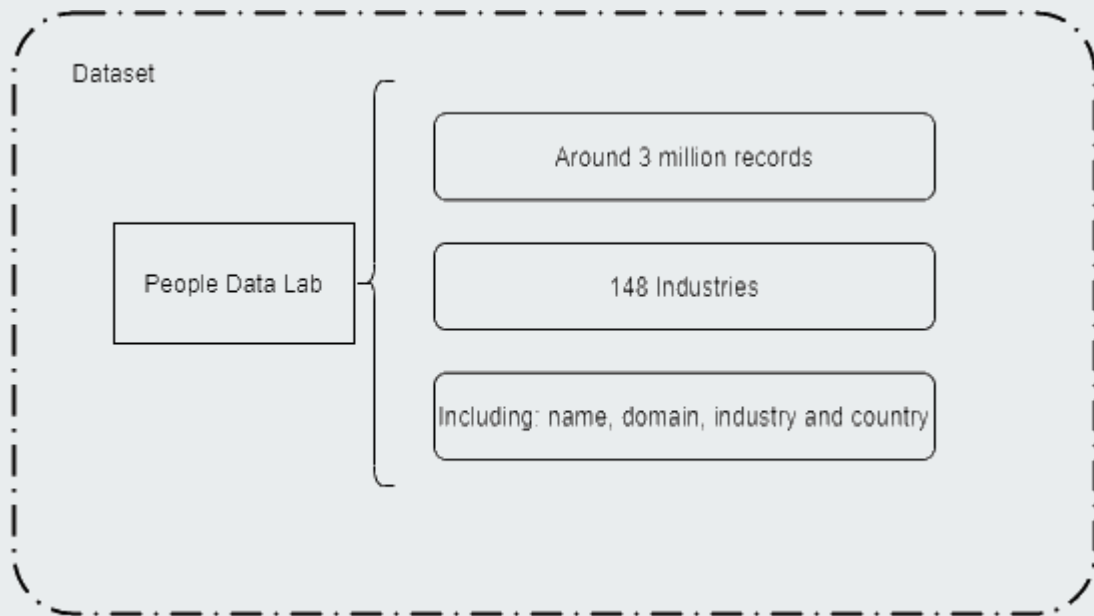 Dataset
Around 3 million records
People Data Lab
148 Industries
Including: name, domain, industry and country